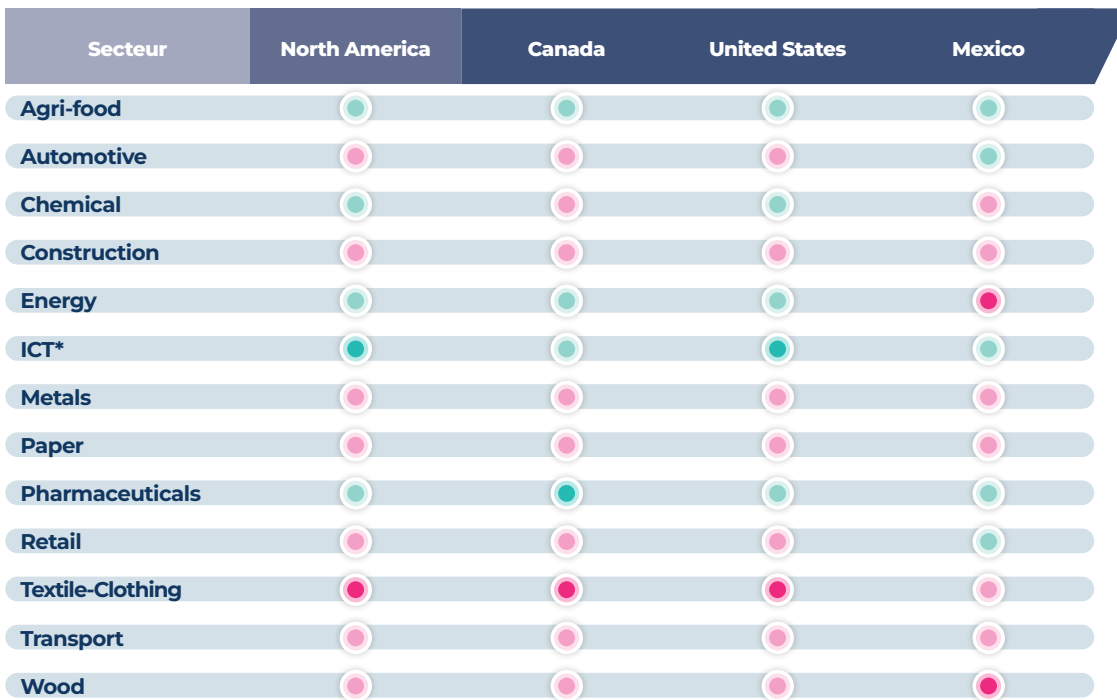 Secteur North America Canada United States Mexico
Agri-food
Automotive
Chemical
Construction
Energy
ICT*
Metals
Paper
Pharmaceuticals
Retail
Textile-Clothing
Transport
Wood